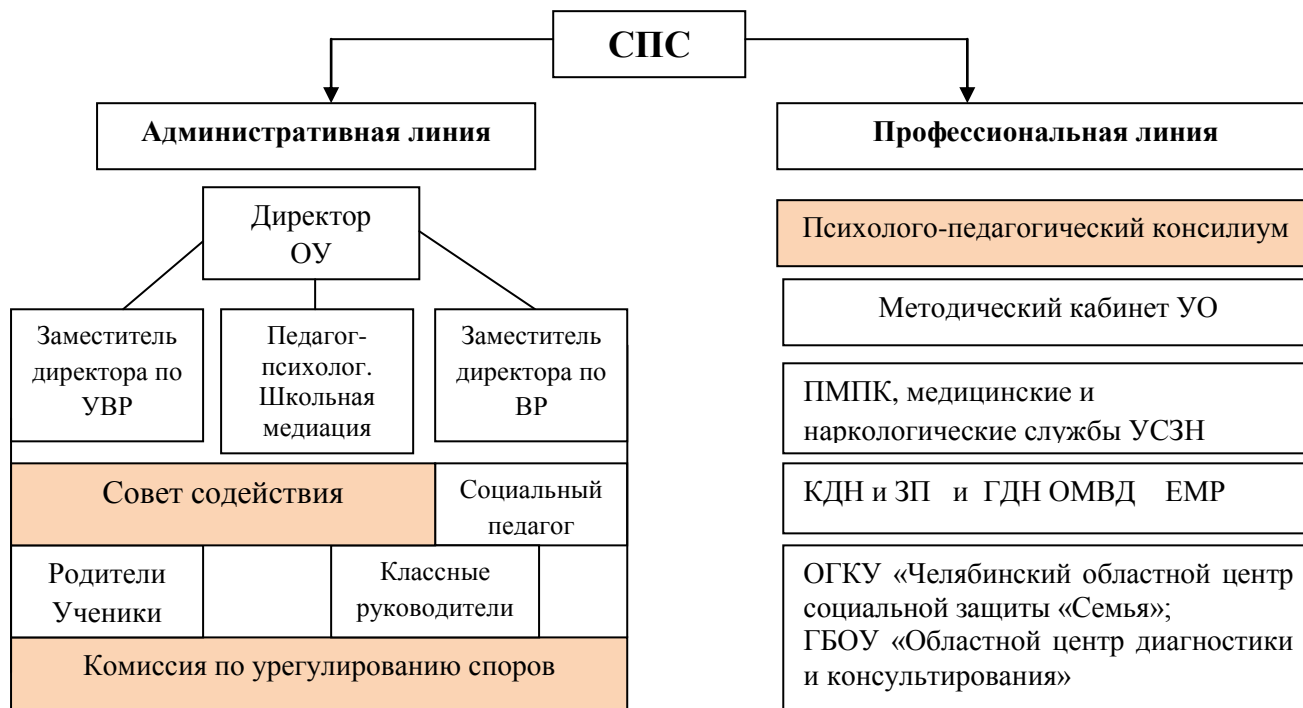 СПС
Административная линия
Профессиональная линия
Директор
ОУ
Заместитель
директора по
УВР
Педагог-
психолог.
Школьная
медиация
Заместитель
директора по
ВР
Совет содействия
Социальный
педагог
Родители
Ученики
Классные
руководители
Комиссия по урегулированию споров
Психолого-педагогический консилиум
Методический кабинет УО
ПМПК, медицинские и
наркологические службы УСЗН
КДН и ЗП и ГДН ОМВД ЕМР
ОГКУ «Челябинский областной центр
социальной защиты «Семья»;
ГБОУ «Областной центр диагностики
и консультирования»